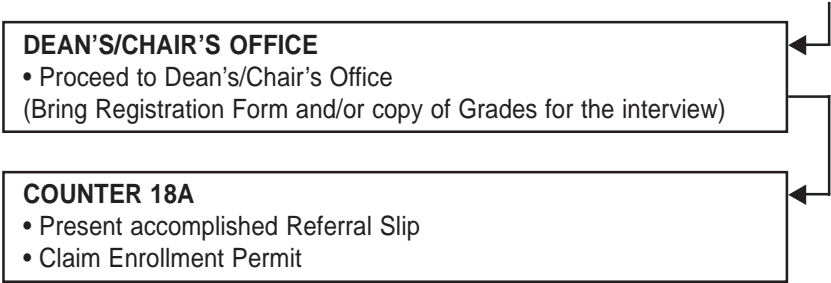 DEAN’S/CHAIR’S OFFICE
• Proceed to Dean’s/Chair’s Office
(Bring Registration Form and/or copy of Grades for the interview)
COUNTER 18A
• Present accomplished Referral Slip
• Claim Enrollment Permit